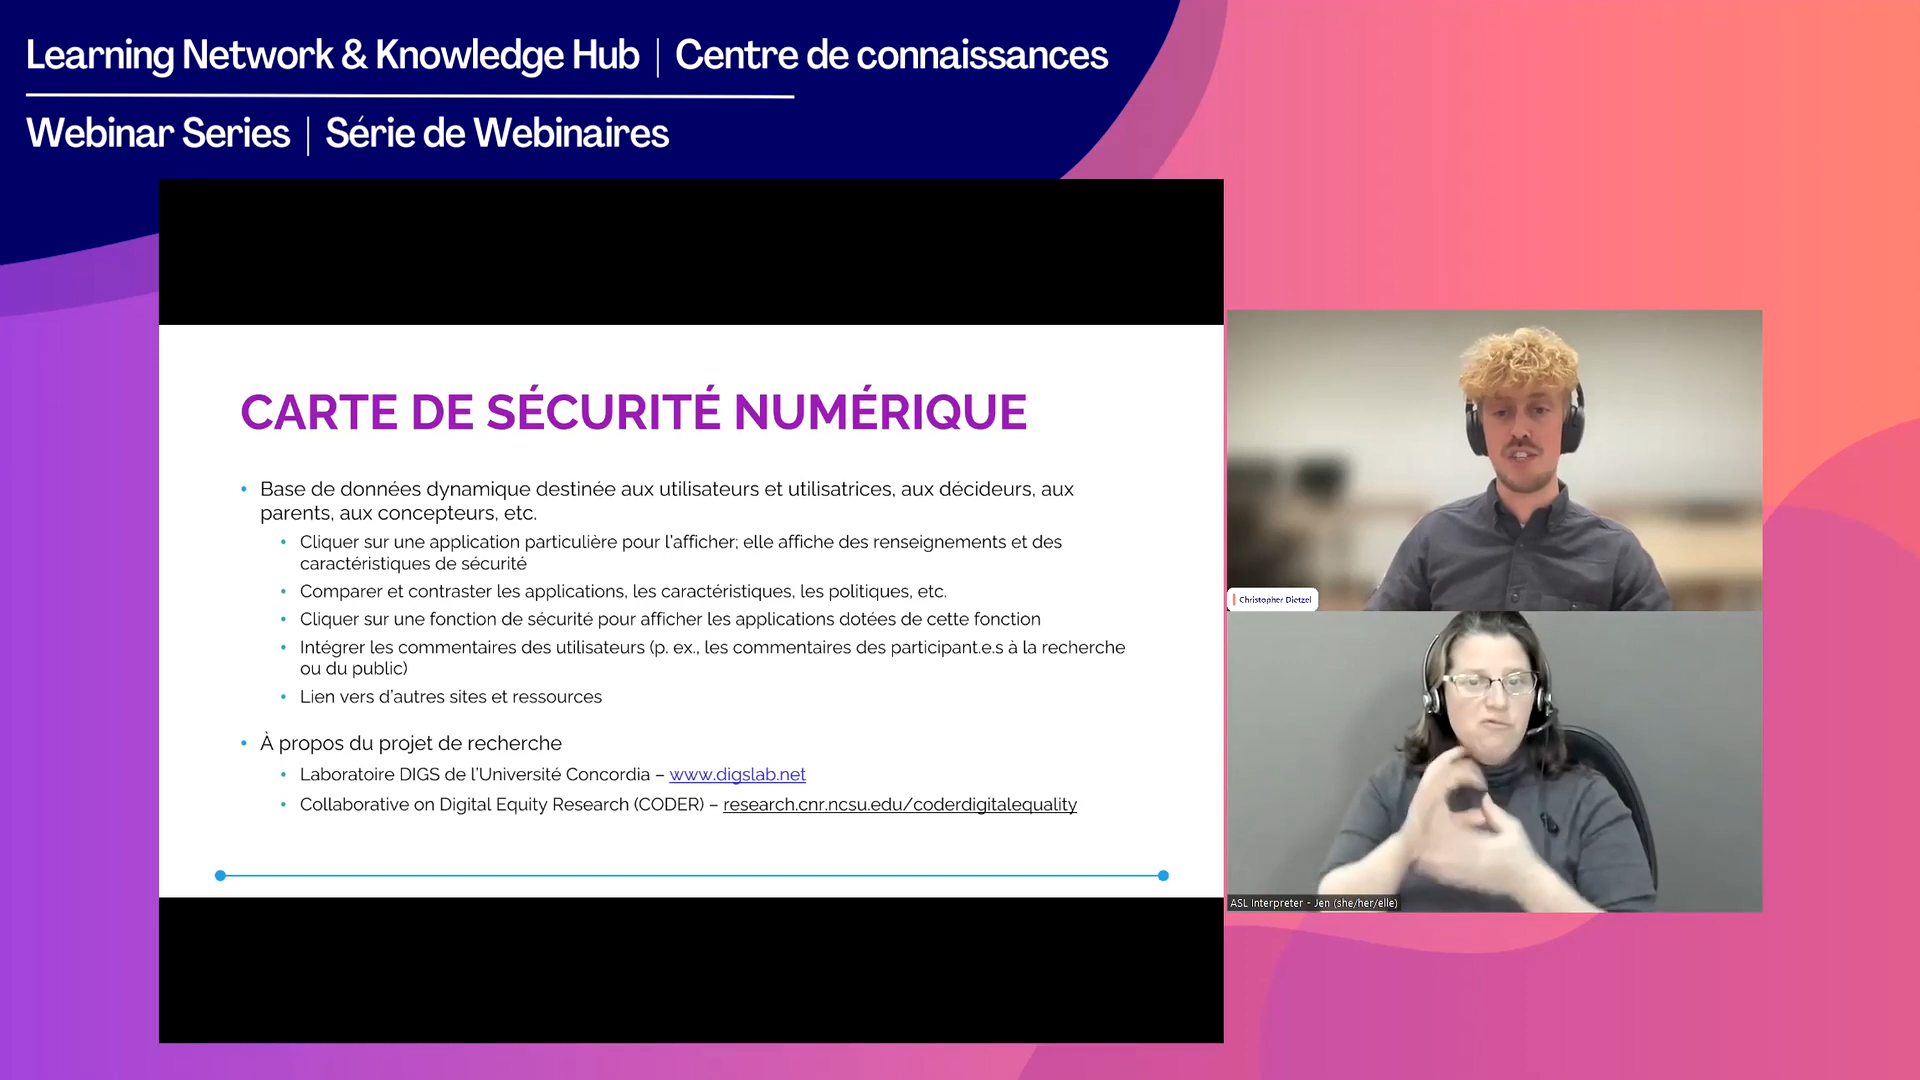 Learning Network & Knowledge Hub | Centre de connaissances
Webinar Series | Série de Webinaires
CARTE DE SÉCURITÉ NUMÉRIQUE
• Base de données dynamique destinée aux utilisateurs et utilisatrices, aux décideurs, aux
parents, aux concepteurs, etc.
• Cliquer sur une application particulière pour l'afficher; elle affiche des renseignements et des
caractéristiques de sécurité
• Comparer et contraster les applications, les caractéristiques, les politiques, etc.
• Cliquer sur une fonction de sécurité pour afficher les applications dotées de cette fonction
• Intégrer les commentaires des utilisateurs (p. ex., les commentaires des participant.e.s à la recherche
ou du public)
• Lien vers d'autres sites et ressources
• À propos du projet de recherche
• Laboratoire DIGS de l'Université Concordia – www.digslab.net
• Collaborative on Digital Equity Research (CODER) – research.cnr.ncsu.edu/coderdigitalequality
Christopher Dietzel
ASL Interpreter - Jen (she/her/elle)